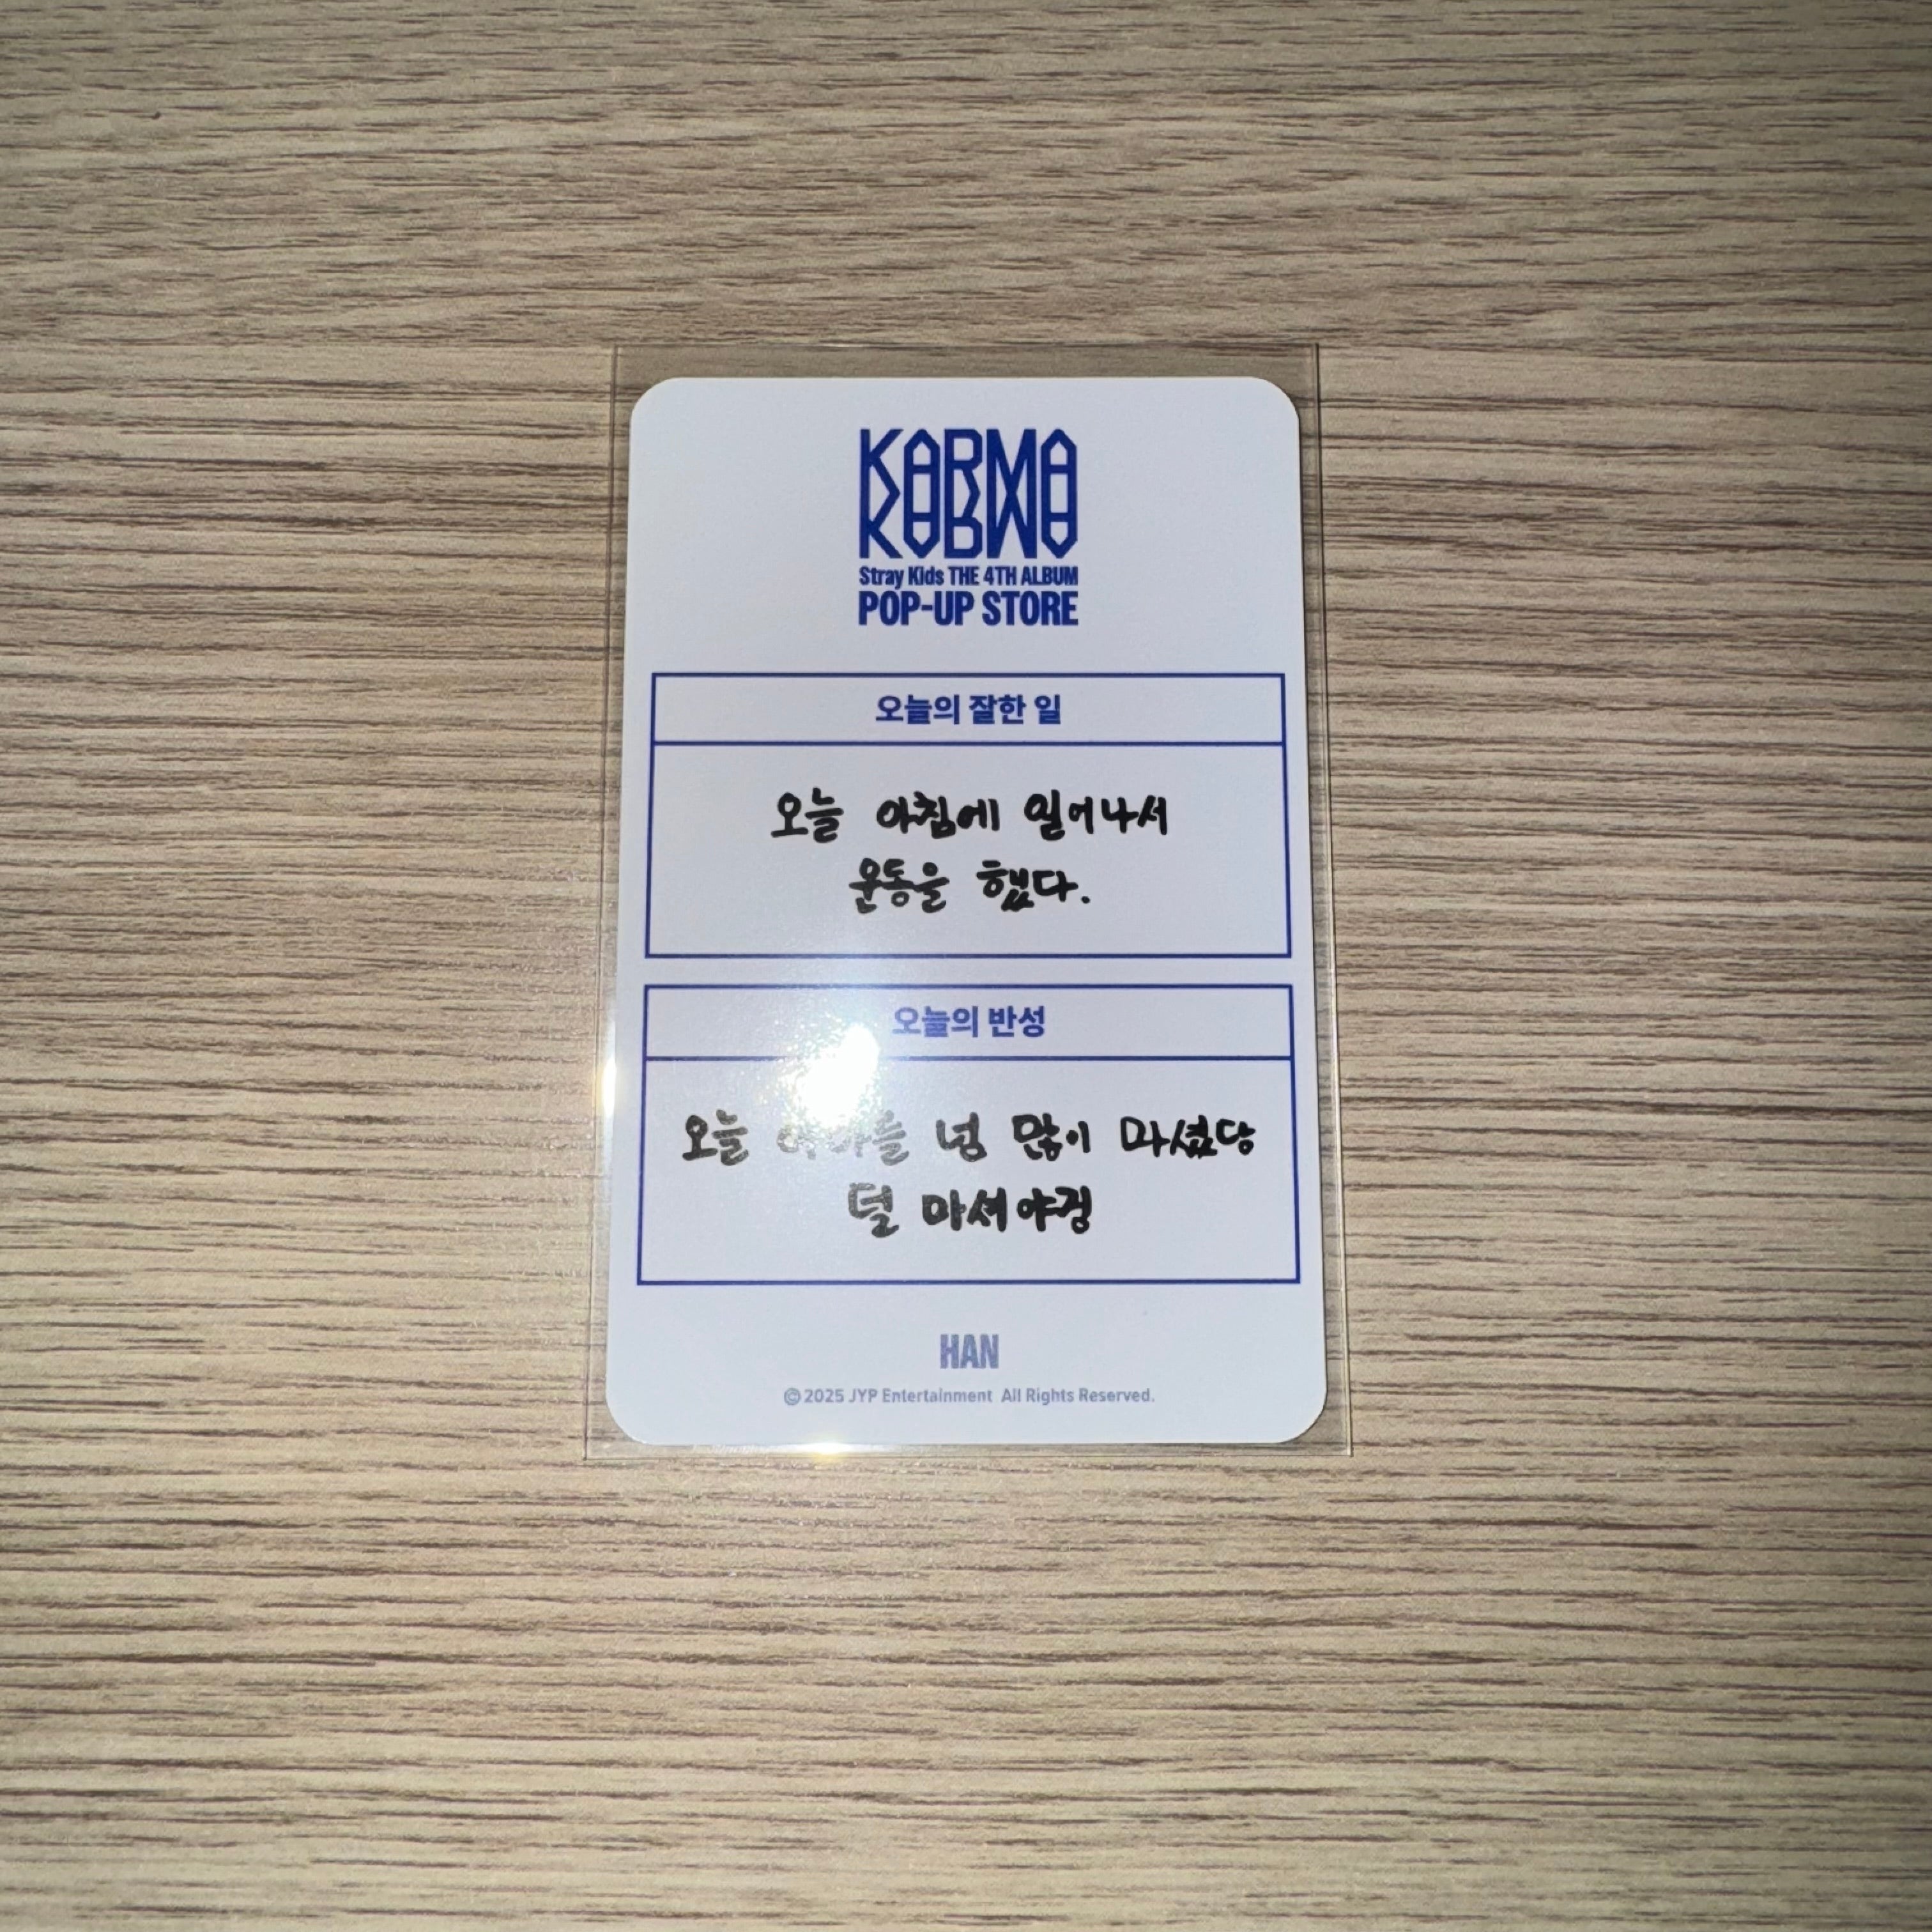 KARMA
Stray Kids THE 4TH ALBUM
POP-UP STORE
오늘의 잘한 일
오늘 아침에 일어나서
운동을 했다.
오늘의 반성
오늘 넘 많이 마셨당
덜 마셔야징
HAN
© 2025 JYP Entertainment All Rights Reserved.